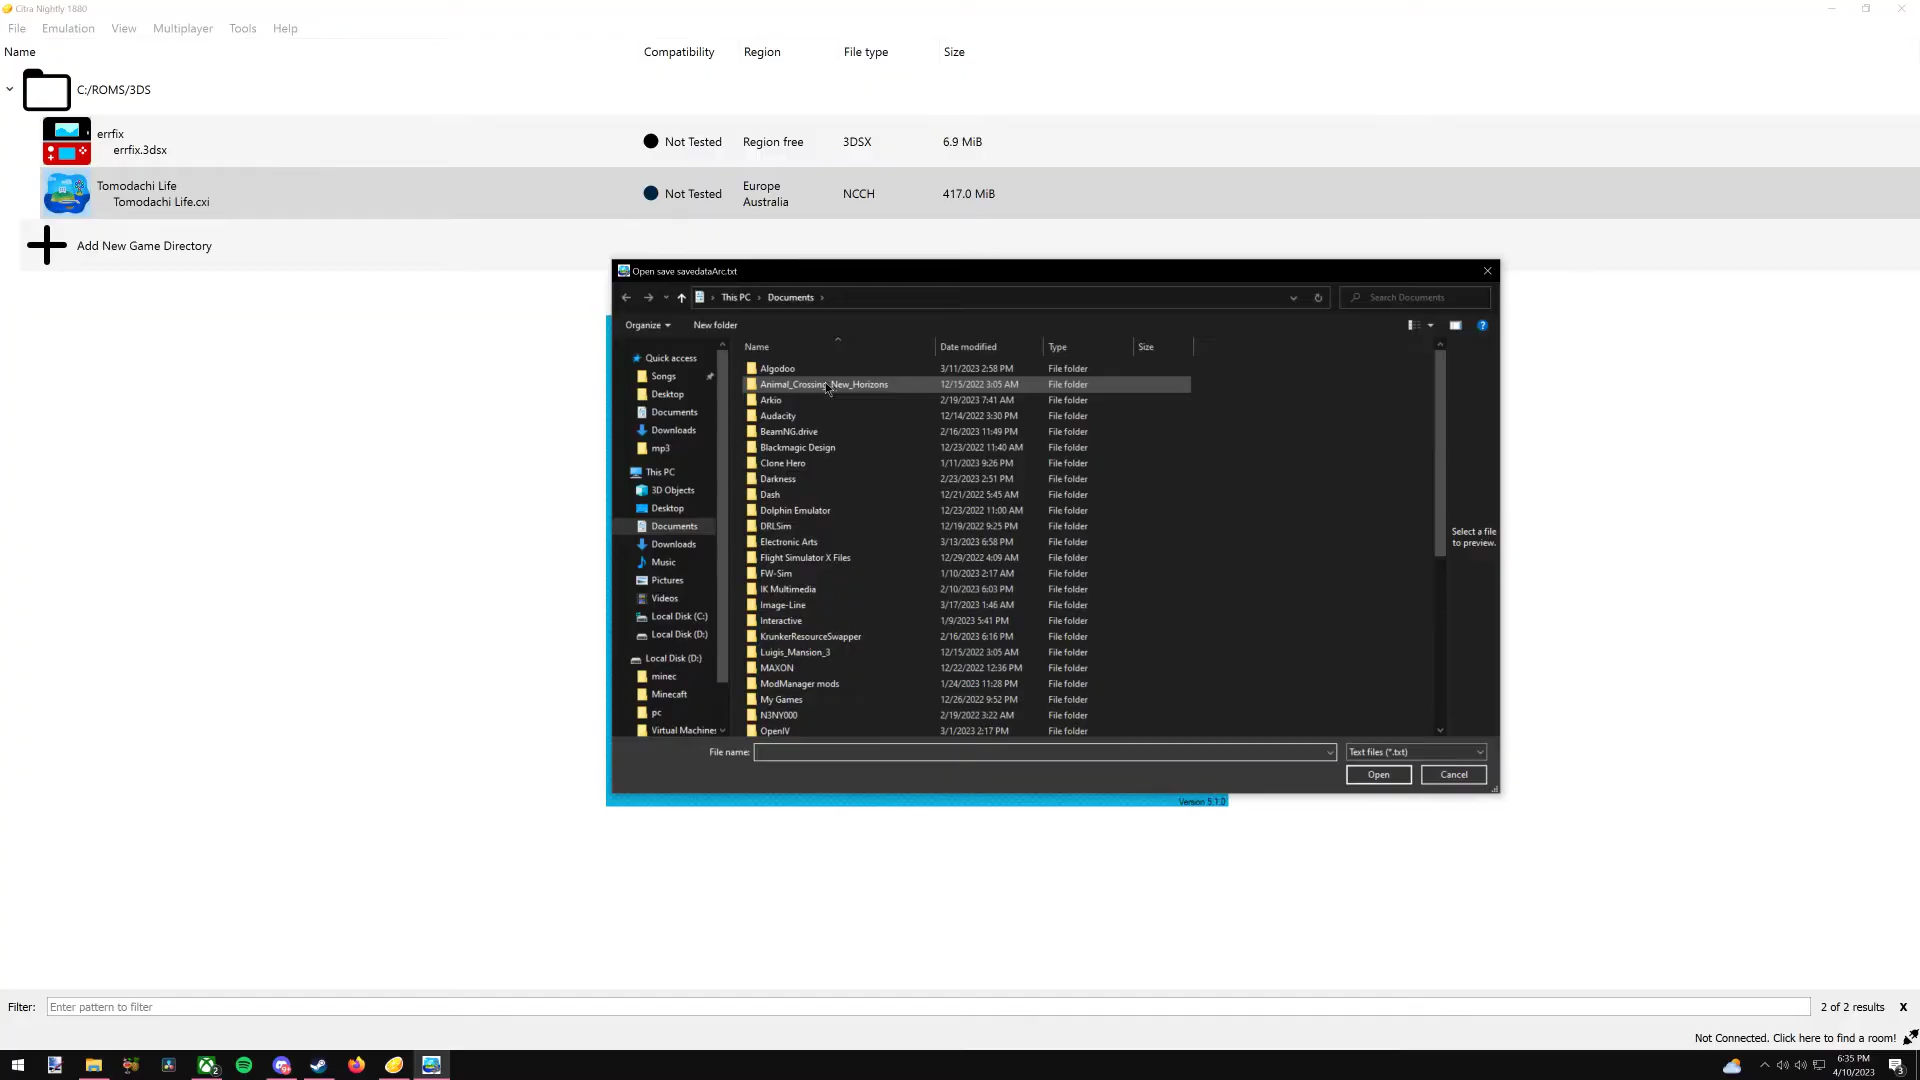 Citra Nightly 1880
File Emulation View Multiplayer Tools Help
Name Compatibility Region File type Size
C:/ROMS/3DS
errfix
errfix.3dsx
Not Tested Region free 3DSX 6.9 MiB
Tomodachi Life
Tomodachi Life.cxi
Not Tested Europe
Australia NCCH 417.0 MiB
Add New Game Directory
Open save savedataArc.txt
This PC › Documents ›
Search Documents
Organize New folder
Quick access
Songs
Desktop
Documents
Downloads
mp3
This PC
3D Objects
Desktop
Documents
Downloads
Music
Pictures
Videos
Local Disk (C:)
Local Disk (D:)
Local Disk (D:)
minec
Minecaft
pc
Virtual Machines
Name Date modified Type Size
Algodoo 3/11/2023 2:58 PM File folder
Animal_Crossing_New_Horizons 12/15/2022 3:05 AM File folder
Arkio 2/19/2023 7:41 AM File folder
Audacity 12/14/2022 3:30 PM File folder
BeamNG.drive 2/16/2023 11:49 PM File folder
Blackmagic Design 12/23/2022 11:40 AM File folder
Clone Hero 1/11/2023 9:26 PM File folder
Darkness 2/23/2023 2:51 PM File folder
Dash 12/21/2022 5:45 AM File folder
Dolphin Emulator 12/23/2022 11:00 AM File folder
DRLSim 12/19/2022 9:25 PM File folder
Electronic Arts 3/13/2023 6:58 PM File folder
Flight Simulator X Files 12/29/2022 4:09 AM File folder
FW-Sim 1/10/2023 2:17 AM File folder
IK Multimedia 2/10/2023 6:03 PM File folder
Image-Line 3/17/2023 1:46 AM File folder
Interactive 1/9/2023 5:41 PM File folder
KrunkerResourceSwapper 2/16/2023 6:16 PM File folder
Luigis_Mansion_3 12/15/2022 3:05 AM File folder
MAXON 12/22/2022 12:36 PM File folder
ModManager mods 1/24/2023 11:28 PM File folder
My Games 12/26/2022 9:52 PM File folder
N3NY000 2/19/2022 3:22 AM File folder
OpenIV 3/1/2023 2:17 PM File folder
Select a file
to preview.
File name: Text files (*.txt)
Open Cancel
Version 5.1.0
Filter: Enter pattern to filter 2 of 2 results X
Not Connected. Click here to find a room!
6:35 PM
4/10/2023
2
9+
3